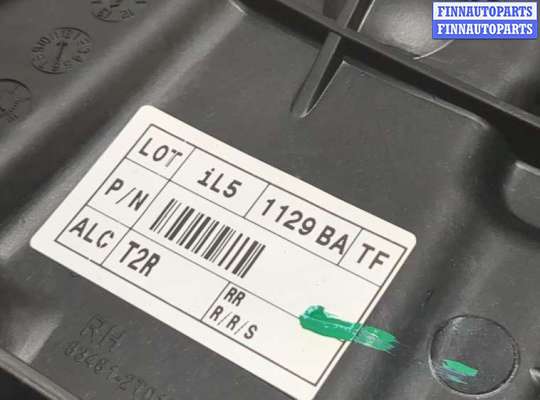 FINNAUTOPARTS
FINNAUTOPARTS
LOT iL5 1129 BA TF
P/N
ALC T2R RR
R/R/S
RH